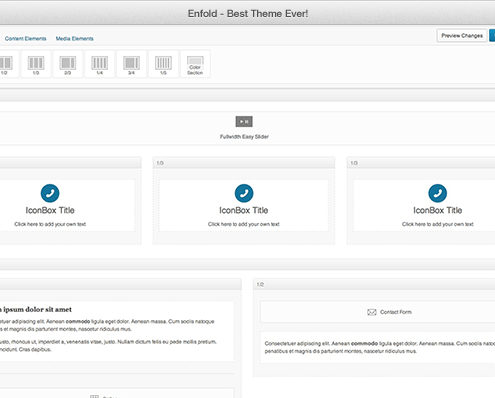 Enfold - Best Theme Ever!
Content Elements Media Elements Preview Changes
1/2 1/3 2/3 1/4 3/4 1/5 Color Section
Fullwidth Easy Slider
1/3 1/3
IconBox Title IconBox Title IconBox Title
Click here to add your own text Click here to add your own text Click here to add your own text
1/2
ipsum dolor sit amet
Contact Form
consectetuer adipiscing elit. Aenean commodo ligula eget dolor. Aenean massa. Cum sociis natoque
et magnis dis parturient montes, nascetur ridiculus mus.
justo, rhoncus ut, imperdiet a, venenatis vitae, justo. Nullam dictum felis eu pede mollis pretium.
tincidunt. Cras dapibus.
Consectetuer adipiscing elit. Aenean commodo ligula eget dolor. Aenean massa. Cum
penatibus et magnis dis parturient montes, nascetur ridiculus mus.